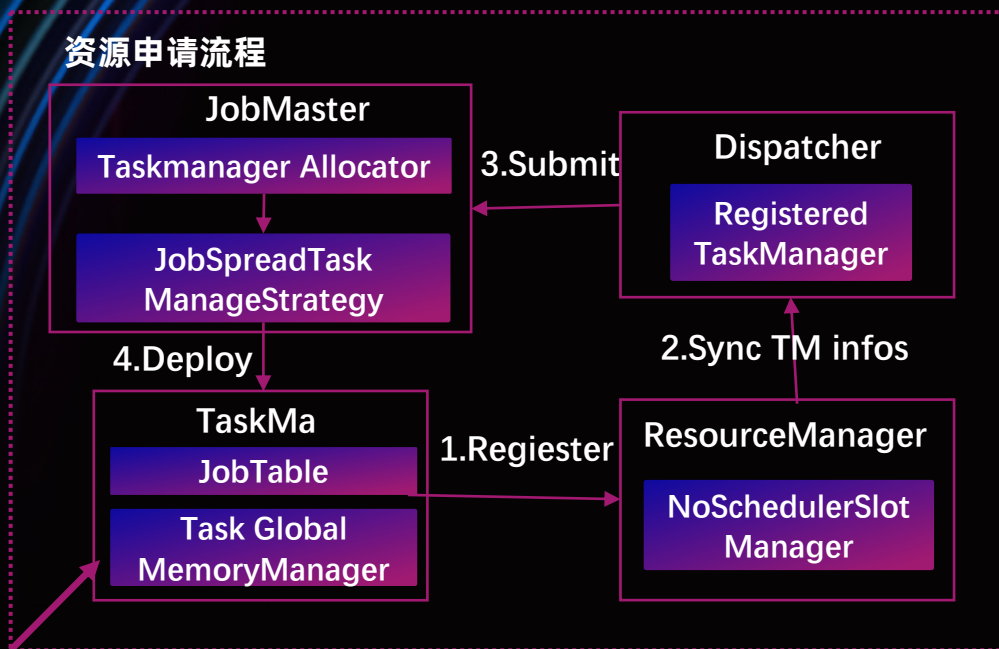 资源申请流程
JobMaster
Taskmanager Allocator
JobSpreadTask
ManageStrategy
3.Submit
Dispatcher
Registered
TaskManager
4.Deploy
2.Sync TM infos
TaskMa
JobTable
Task Global
MemoryManager
1.Regiester
ResourceManager
NoSchedulerSlot
Manager